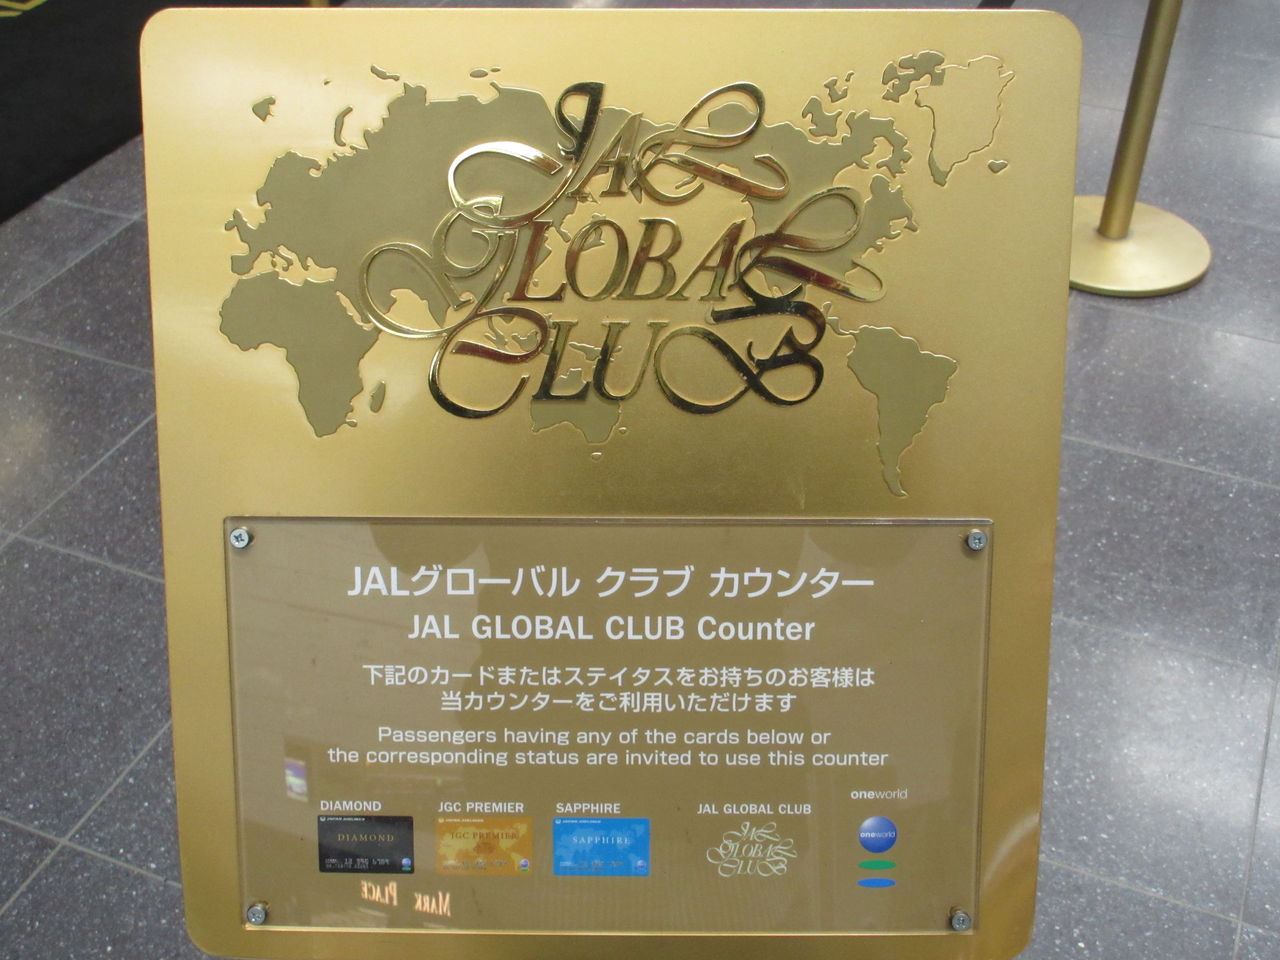 JAL
GLOBAL
CLUB
JALグローバル クラブ カウンター
JAL GLOBAL CLUB Counter
下記のカードまたはステイタスをお持ちのお客様は
当カウンターをご利用いただけます
Passengers having any of the cards below or
the corresponding status are invited to use this counter
DIAMOND JGC PREMIER SAPPHIRE JAL GLOBAL CLUB oneworld
DIAMOND JGC PREMIER SAPPHIRE JAL GLOBAL CLUB oneworld
MARK PLACE